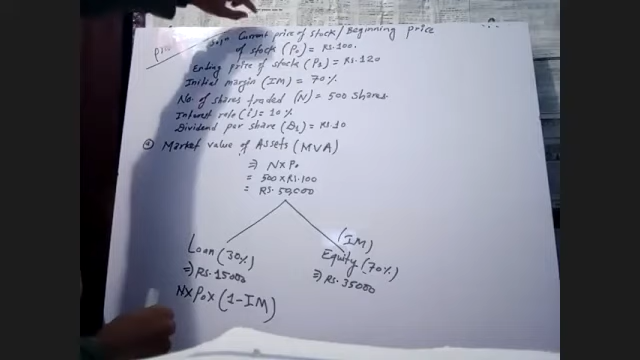 Current price of stock/Beginning price
of stock (P₀) = Rs.100.
Ending price of stock (P₁) = Rs.120
Initial margin (IM) = 70%
No. of shares traded (N) = 500 shares.
Interest rate (i) = 10%
Dividend per share (D₁) = Rs.10
Market value of Assets (MVA)
⇒ N×P₀
= 500 × Rs.100
= Rs. 50,000
(IM)
Loan (30%) Equity (70%)
⇒ Rs.15000 ⇒ Rs.35000
N×P₀×(1-IM)